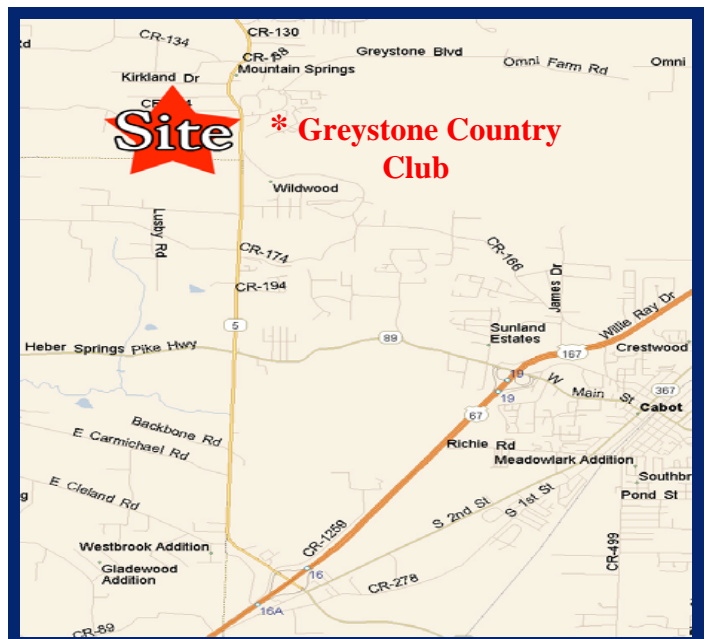 CR-130
CR-134
Rd
Greystone Blvd
Omni Farm Rd
Omni
Mountain Springs
Kirkland Dr
Site
* Greystone Country
Club
Wildwood
Lusby Rd
CR-174
CR-166
CR-194
James Dr
5
Willie Ray Dr
Sunland
Estates
89
Heber Springs Pike Hwy
167
Crestwood
19
W Main St
367
19
Cabot
67
Backbone Rd
E Carmichael Rd
Richie Rd
Meadowlark Addition
Southbr
Pond St
E Cleland Rd
g
S 2nd St
S 1st St
CR-1259
CR-499
Westbrook Addition
Gladewood
Addition
16
CR-278
16A
CR-89